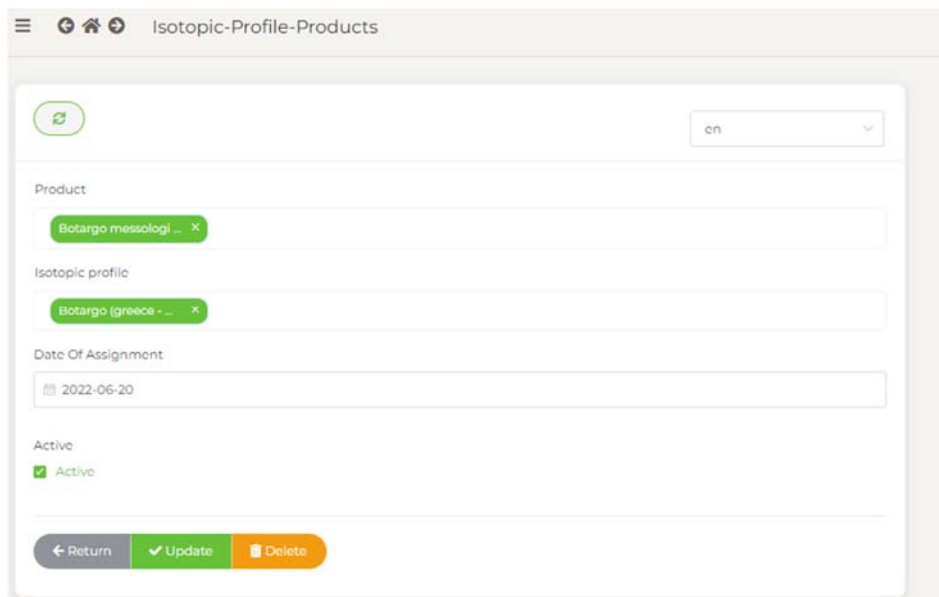 Isotopic-Profile-Products
en
Product
Botargo messologi ... ×
Isotopic profile
Botargo (greece - ... ×
Date Of Assignment
2022-06-20
Active
Active
Return Update Delete